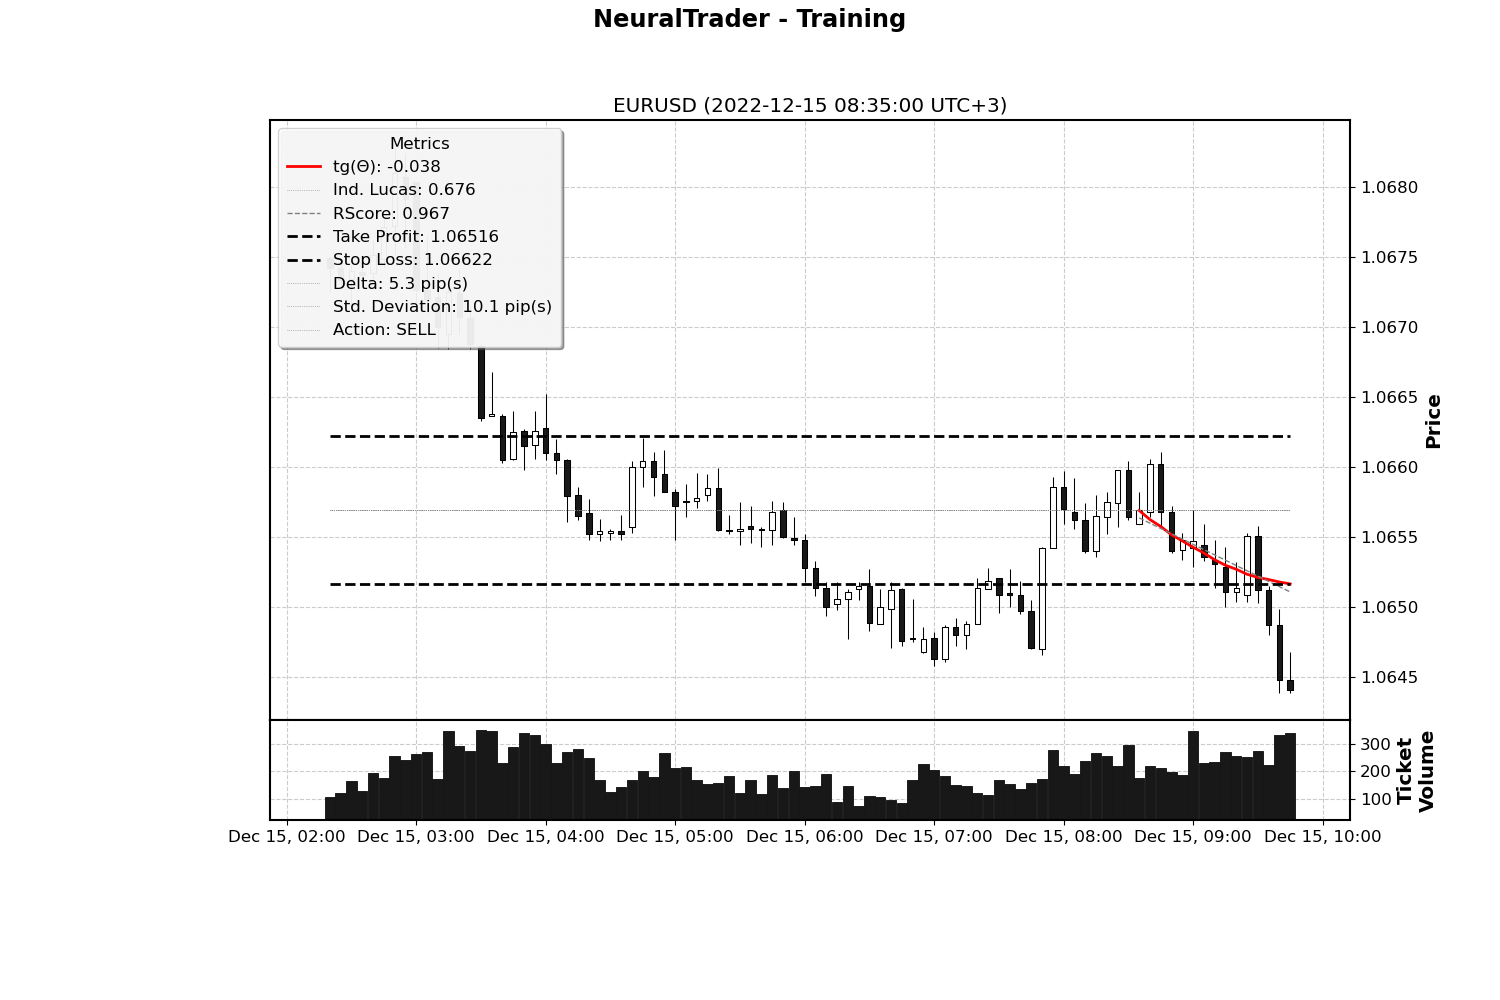 NeuralTrader - Training
EURUSD (2022-12-15 08:35:00 UTC+3)
Metrics
tg(Θ): -0.038
Ind. Lucas: 0.676
RScore: 0.967
Take Profit: 1.06516
Stop Loss: 1.06622
Delta: 5.3 pip(s)
Std. Deviation: 10.1 pip(s)
Action: SELL
1.0680
1.0675
1.0670
1.0665
1.0660
1.0655
1.0650
1.0645
Price
300
200
100
Ticket
Volume
Dec 15, 02:00
Dec 15, 03:00
Dec 15, 04:00
Dec 15, 05:00
Dec 15, 06:00
Dec 15, 07:00
Dec 15, 08:00
Dec 15, 09:00
Dec 15, 10:00